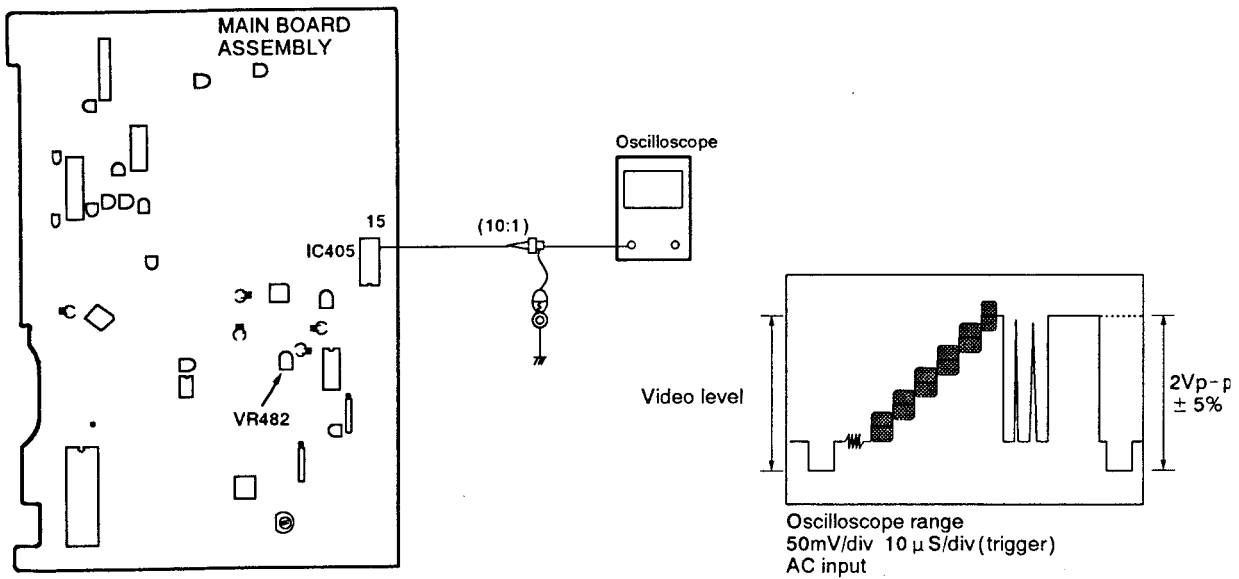 MAIN BOARD
ASSEMBLY
Oscilloscope
15
(10:1)
IC405
VR482
Video level
2Vp-p
± 5%
Oscilloscope range
50mV/div 10 µS/div (trigger)
AC input